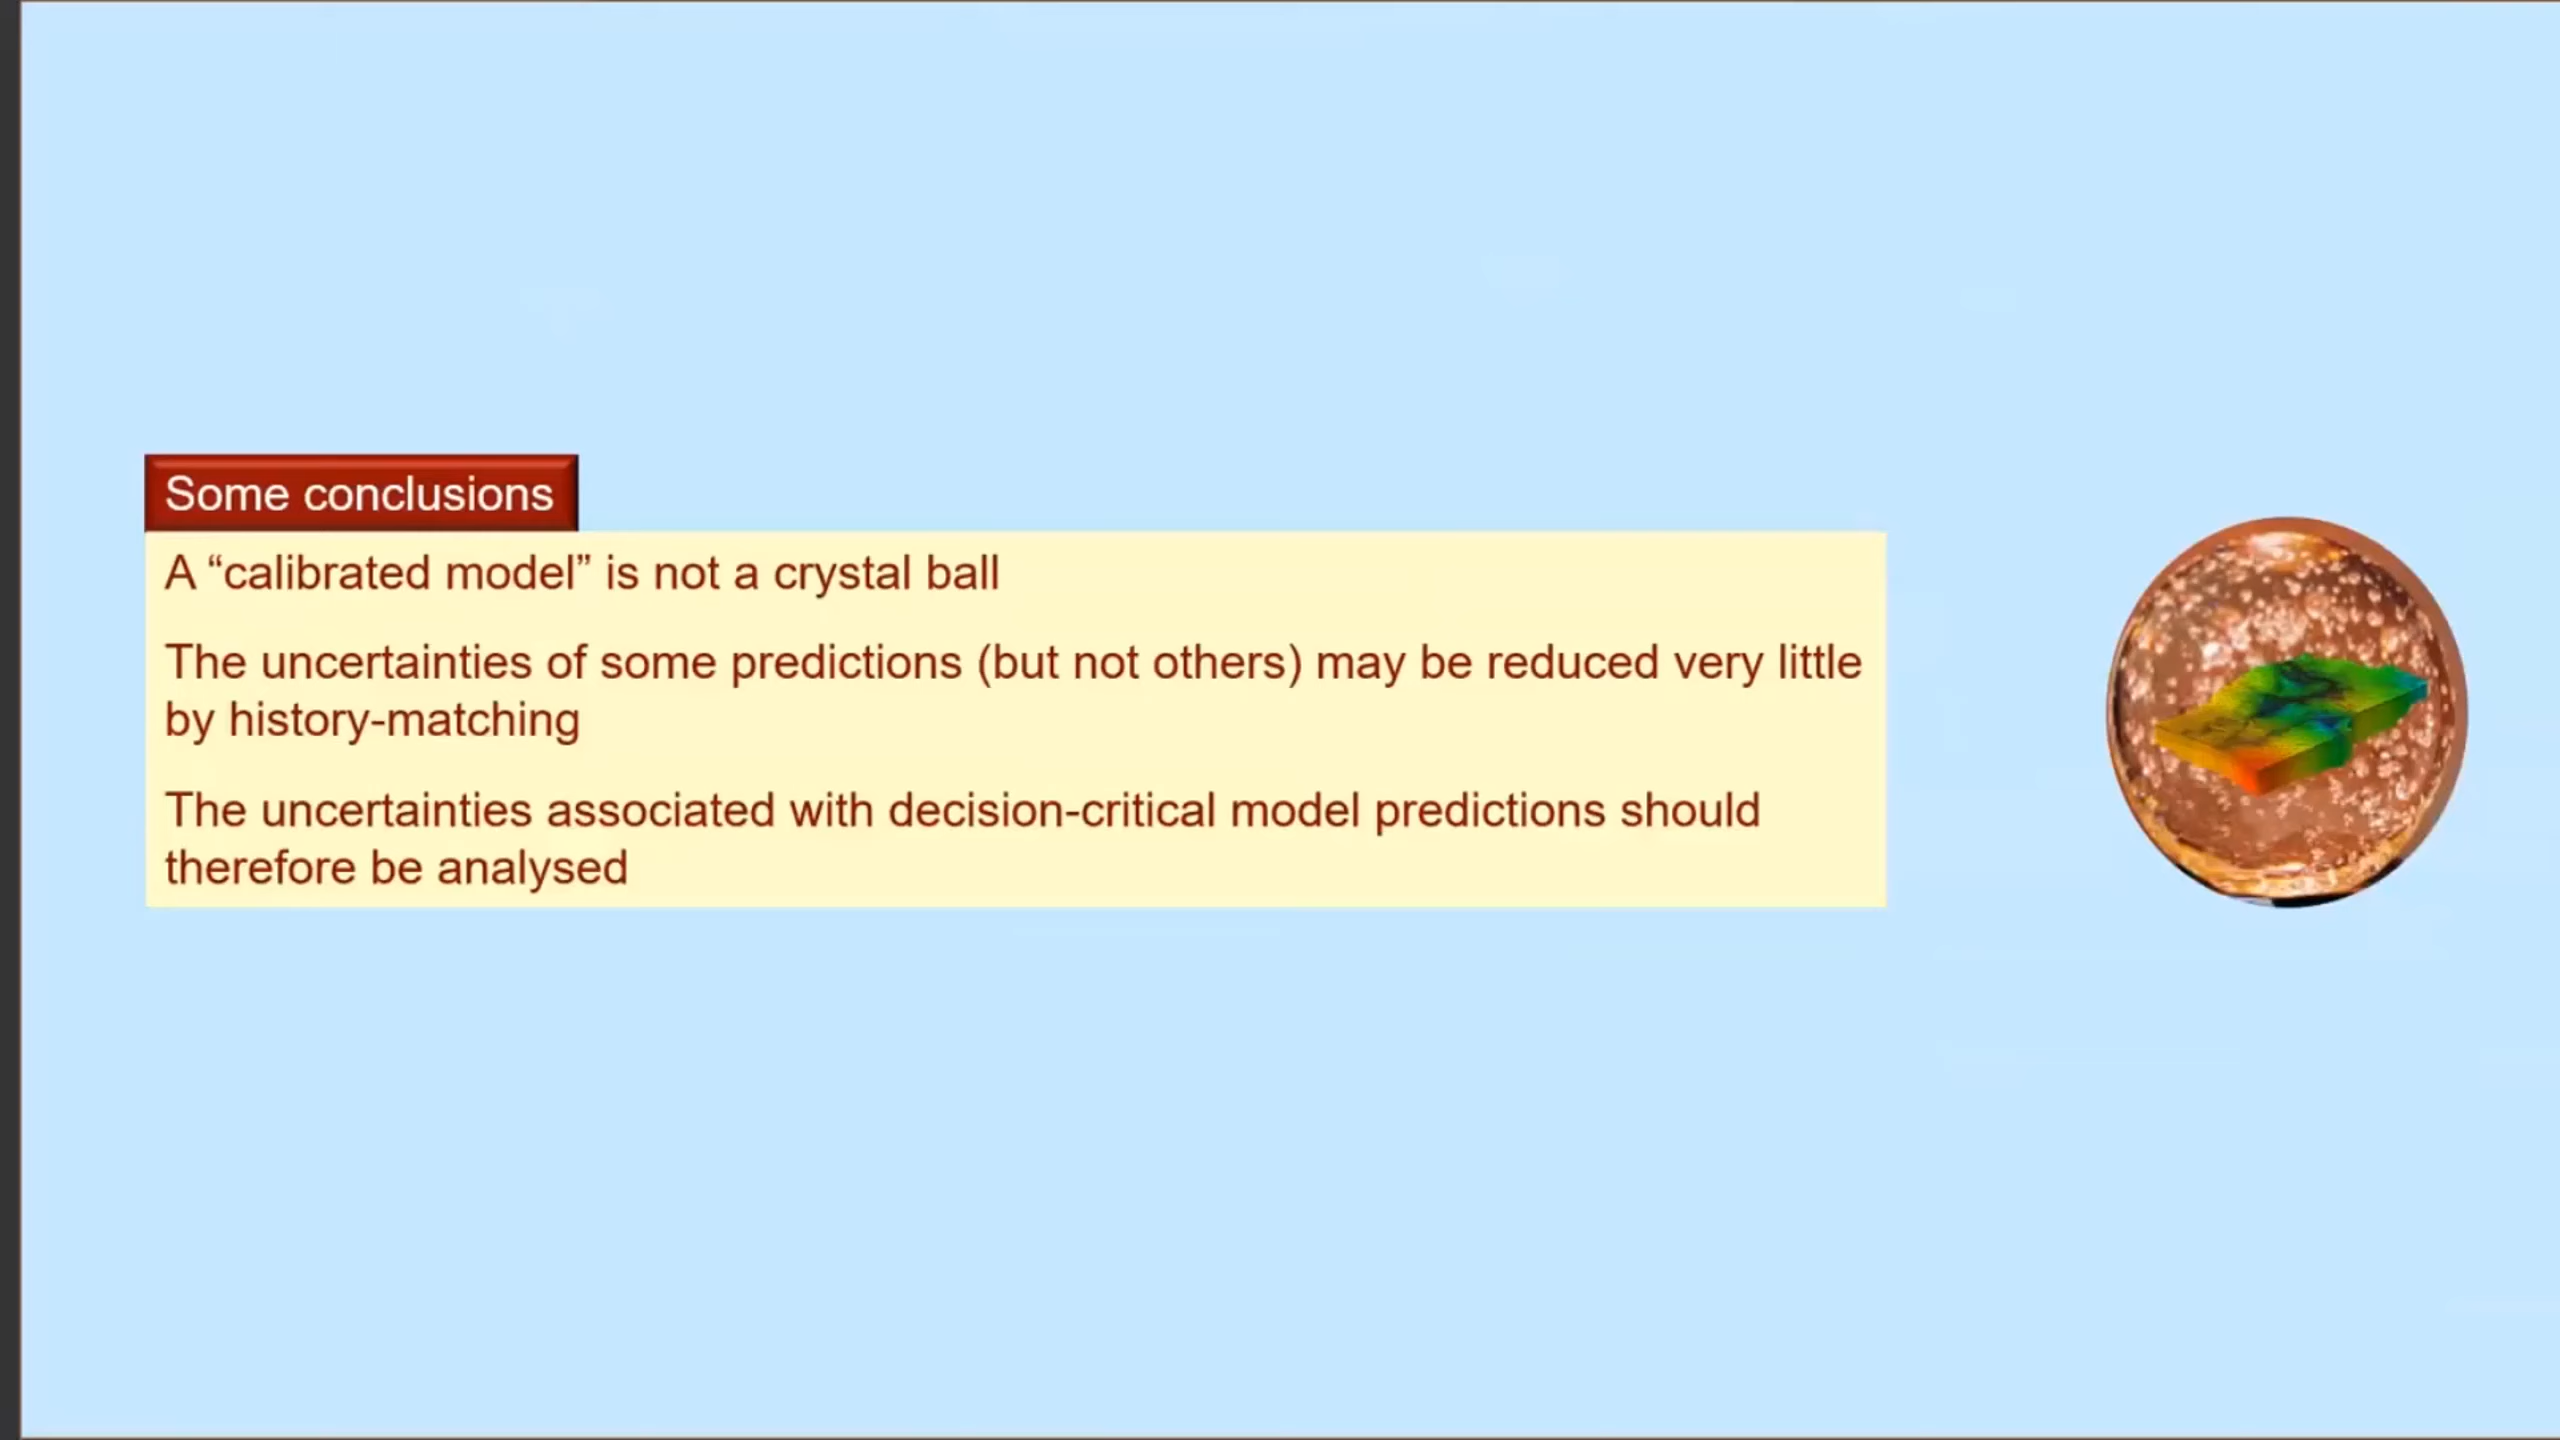 Some conclusions
A “calibrated model” is not a crystal ball
The uncertainties of some predictions (but not others) may be reduced very little
by history-matching
The uncertainties associated with decision-critical model predictions should
therefore be analysed